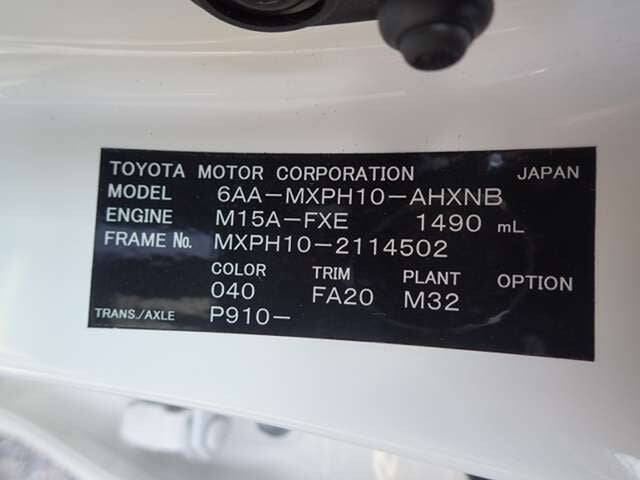 TOYOTA MOTOR CORPORATION JAPAN
MODEL 6AA-MXPH10-AHXNB
ENGINE M15A-FXE 1490 mL
FRAME No. MXPH10-2114502
COLOR TRIM PLANT OPTION
040 FA20 M32
TRANS./AXLE P910-